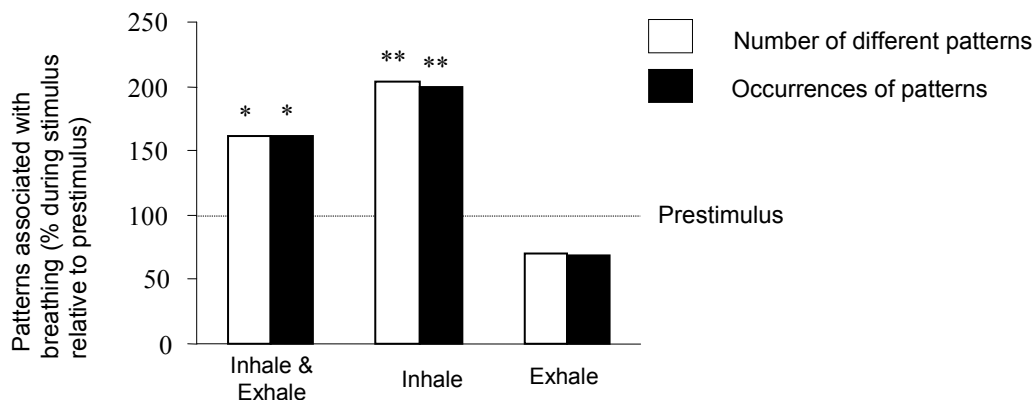 Patterns associated with
breathing (% during stimulus
relative to prestimulus)
250
200
150
100
50
0
* *
** **
Number of different patterns
Occurrences of patterns
Prestimulus
Inhale &
Exhale
Inhale
Exhale